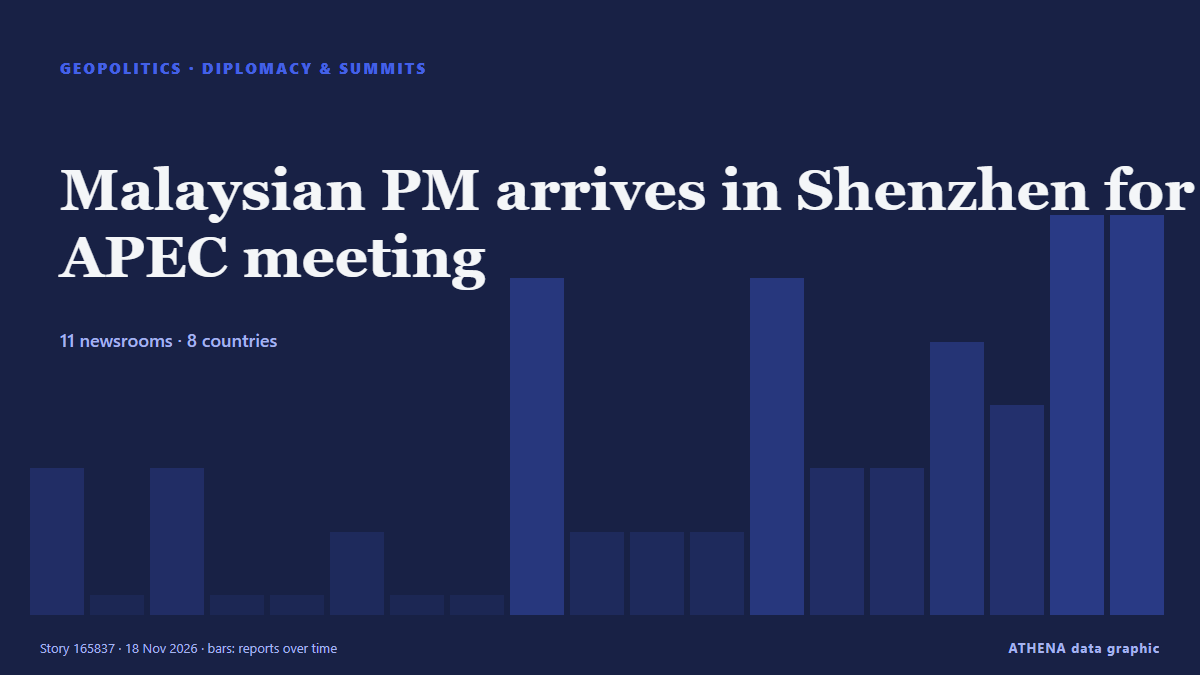 GEOPOLITICS · DIPLOMACY & SUMMITS
Malaysian PM arrives in Shenzhen for
APEC meeting
11 newsrooms · 8 countries
Story 165837 · 18 Nov 2026 · bars: reports over time
ATHENA data graphic